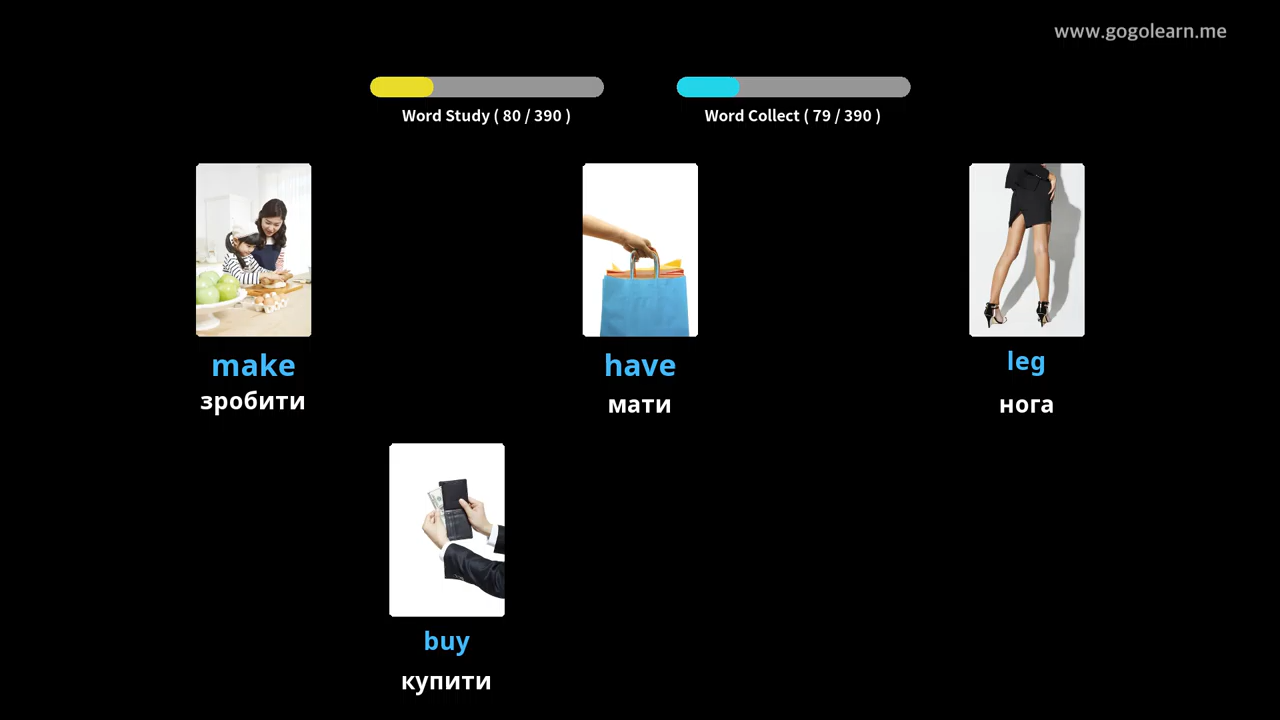 www.gogolearn.me
Word Study ( 80 / 390 )
Word Collect ( 79 / 390 )
make
зробити
have
мати
leg
нога
buy
купити